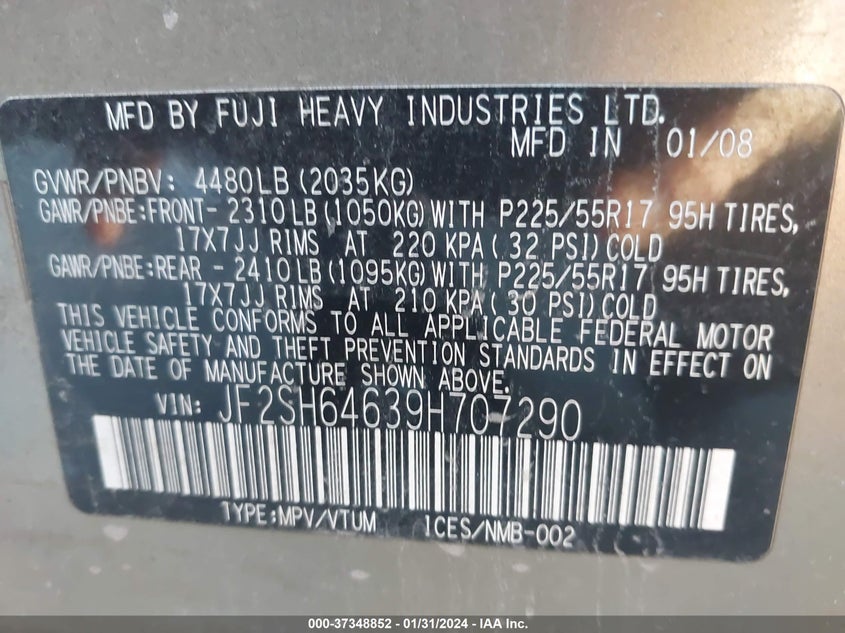 MFD BY FUJI HEAVY INDUSTRIES LTD.
MFD IN 01/08
GVWR/PNBV: 4480LB (2035KG)
GAWR/PNBE:FRONT- 2310LB (1050KG) WITH P225/55R17 95H TIRES,
17X7JJ RIMS AT 220 KPA ( 32 PSI) COLD
GAWR/PNBE:REAR - 2410LB (1095KG) WITH P225/55R17 95H TIRES,
17X7JJ RIMS AT 210 KPA ( 30 PSI) COLD
THIS VEHICLE CONFORMS TO ALL APPLICABLE FEDERAL MOTOR
VEHICLE SAFETY AND THEFT PREVENTION STANDARDS IN EFFECT ON
THE DATE OF MANUFACTURE SHOWN ABOVE.
VIN: JF2SH64639H707290
TYPE:MPV/VTUM 1CES/NMB-002
000-37348852 - 01/31/2024 - IAA Inc.